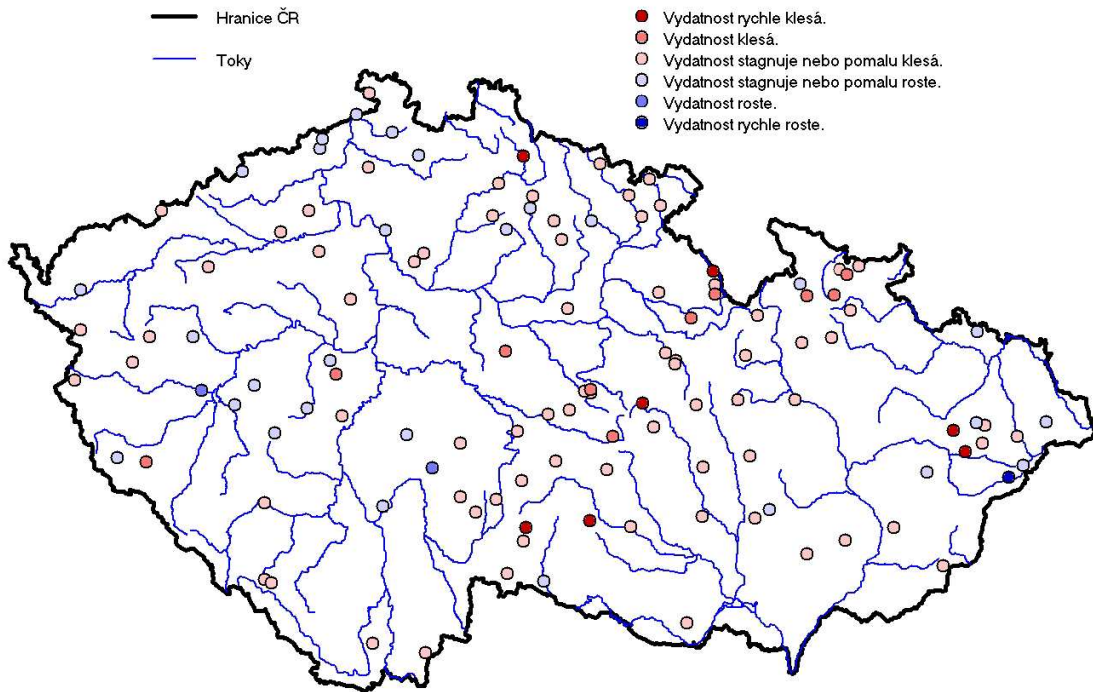 Hranice ČR
Toky
Vydatnost rychle klesá.
Vydatnost klesá.
Vydatnost stagnuje nebo pomalu klesá.
Vydatnost stagnuje nebo pomalu roste.
Vydatnost roste.
Vydatnost rychle roste.